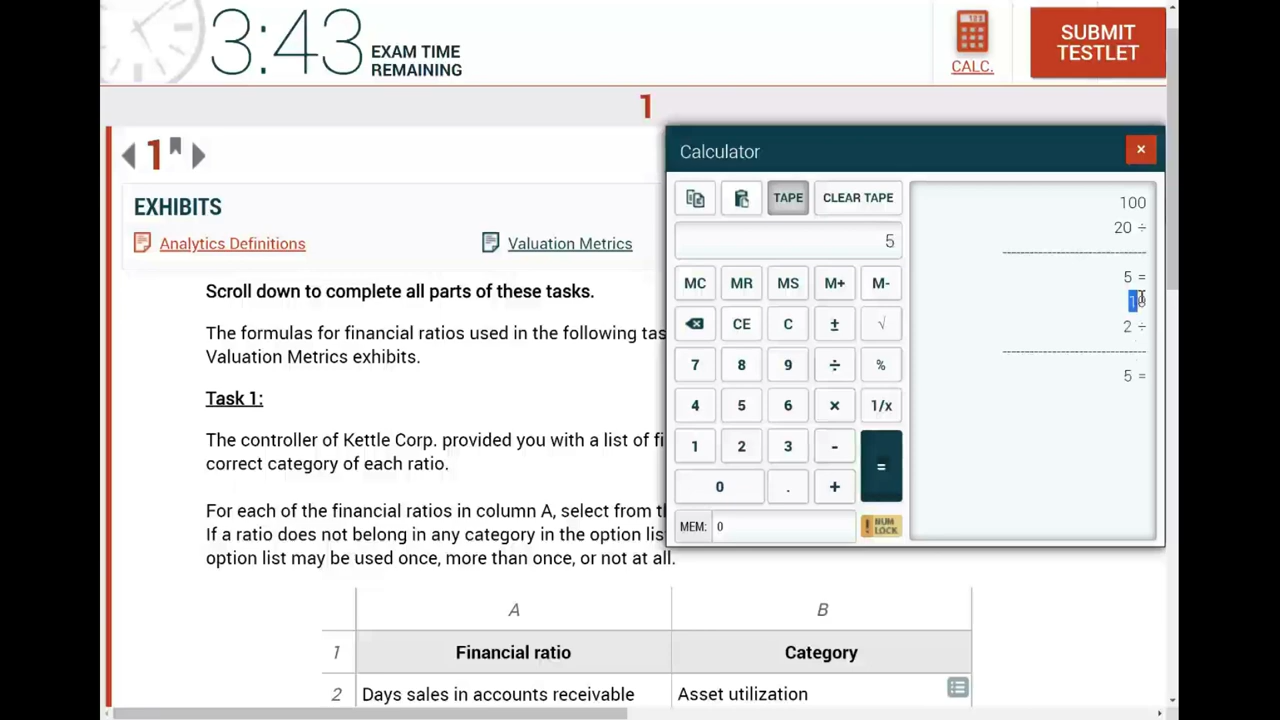 3:43
EXAM TIME
REMAINING
CALC.
SUBMIT
TESTLET
1
1
EXHIBITS
Analytics Definitions
Valuation Metrics
Scroll down to complete all parts of these tasks.
The formulas for financial ratios used in the following tas
Valuation Metrics exhibits.
Task 1:
The controller of Kettle Corp. provided you with a list of fi
correct category of each ratio.
For each of the financial ratios in column A, select from th
If a ratio does not belong in any category in the option lis
option list may be used once, more than once, or not at all.
A B
1 Financial ratio Category
2 Days sales in accounts receivable Asset utilization
Calculator
×
TAPE CLEAR TAPE
5
MC MR MS M+ M-
CE C ± √
7 8 9 ÷ %
4 5 6 × 1/x
1 2 3 - =
0 . +
MEM: 0
! NUM
LOCK
100
20 ÷
5 =
10
2 ÷
5 =